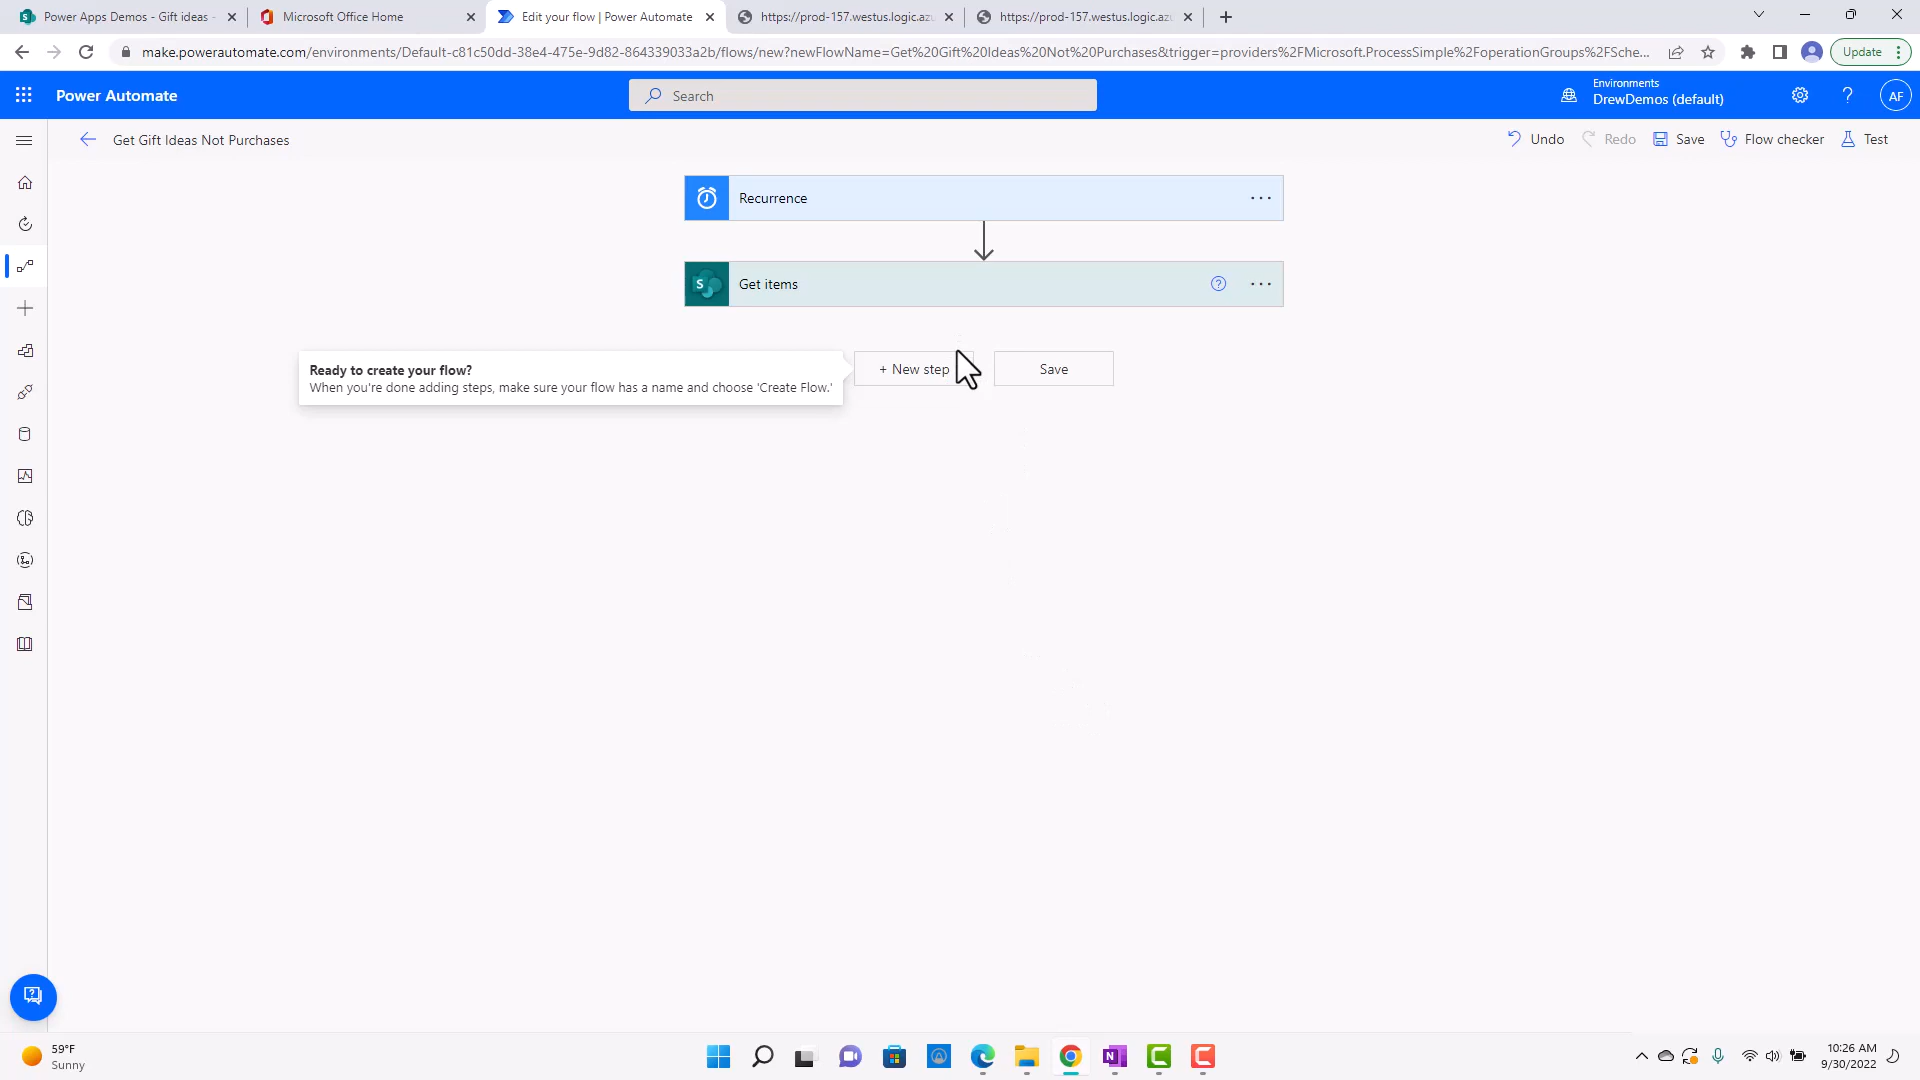 Power Apps Demos - Gift ideas -
Microsoft Office Home
Edit your flow | Power Automate
https://prod-157.westus.logic.azu
https://prod-157.westus.logic.azu
make.powerautomate.com/environments/Default-c81c50dd-38e4-475e-9d82-864339033a2b/flows/new?newFlowName=Get%20Gift%20Ideas%20Not%20Purchases&trigger=providers%2FMicrosoft.ProcessSimple%2FoperationGroups%2FSche...
Update
Power Automate
Search
Environments
DrewDemos (default)
AF
Get Gift Ideas Not Purchases
Undo
Redo
Save
Flow checker
Test
Recurrence
S
Get items
Ready to create your flow?
When you're done adding steps, make sure your flow has a name and choose 'Create Flow.'
+ New step
Save
59°F
Sunny
10:26 AM
9/30/2022